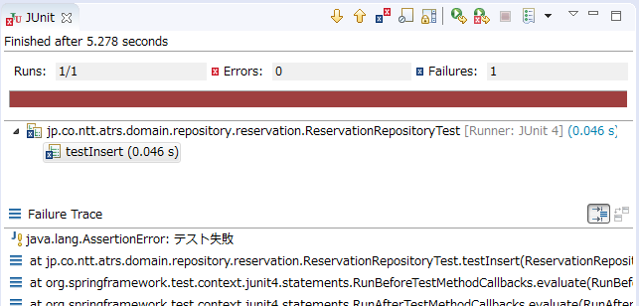 JUnit
Finished after 5.278 seconds
Runs: 1/1 Errors: 0 Failures: 1
jp.co.ntt.atrs.domain.repository.reservation.ReservationRepositoryTest [Runner: JUnit 4] (0.046 s)
testInsert (0.046 s)
Failure Trace
java.lang.AssertionError: テスト失敗
at jp.co.ntt.atrs.domain.repository.reservation.ReservationRepositoryTest.testInsert(ReservationReposit
at org.springframework.test.context.junit4.statements.RunBeforeTestMethodCallbacks.evaluate(RunBef
at org.springframework.test.context.junit4.statements.RunAfterTestMethodCallbacks.evaluate(RunAfte